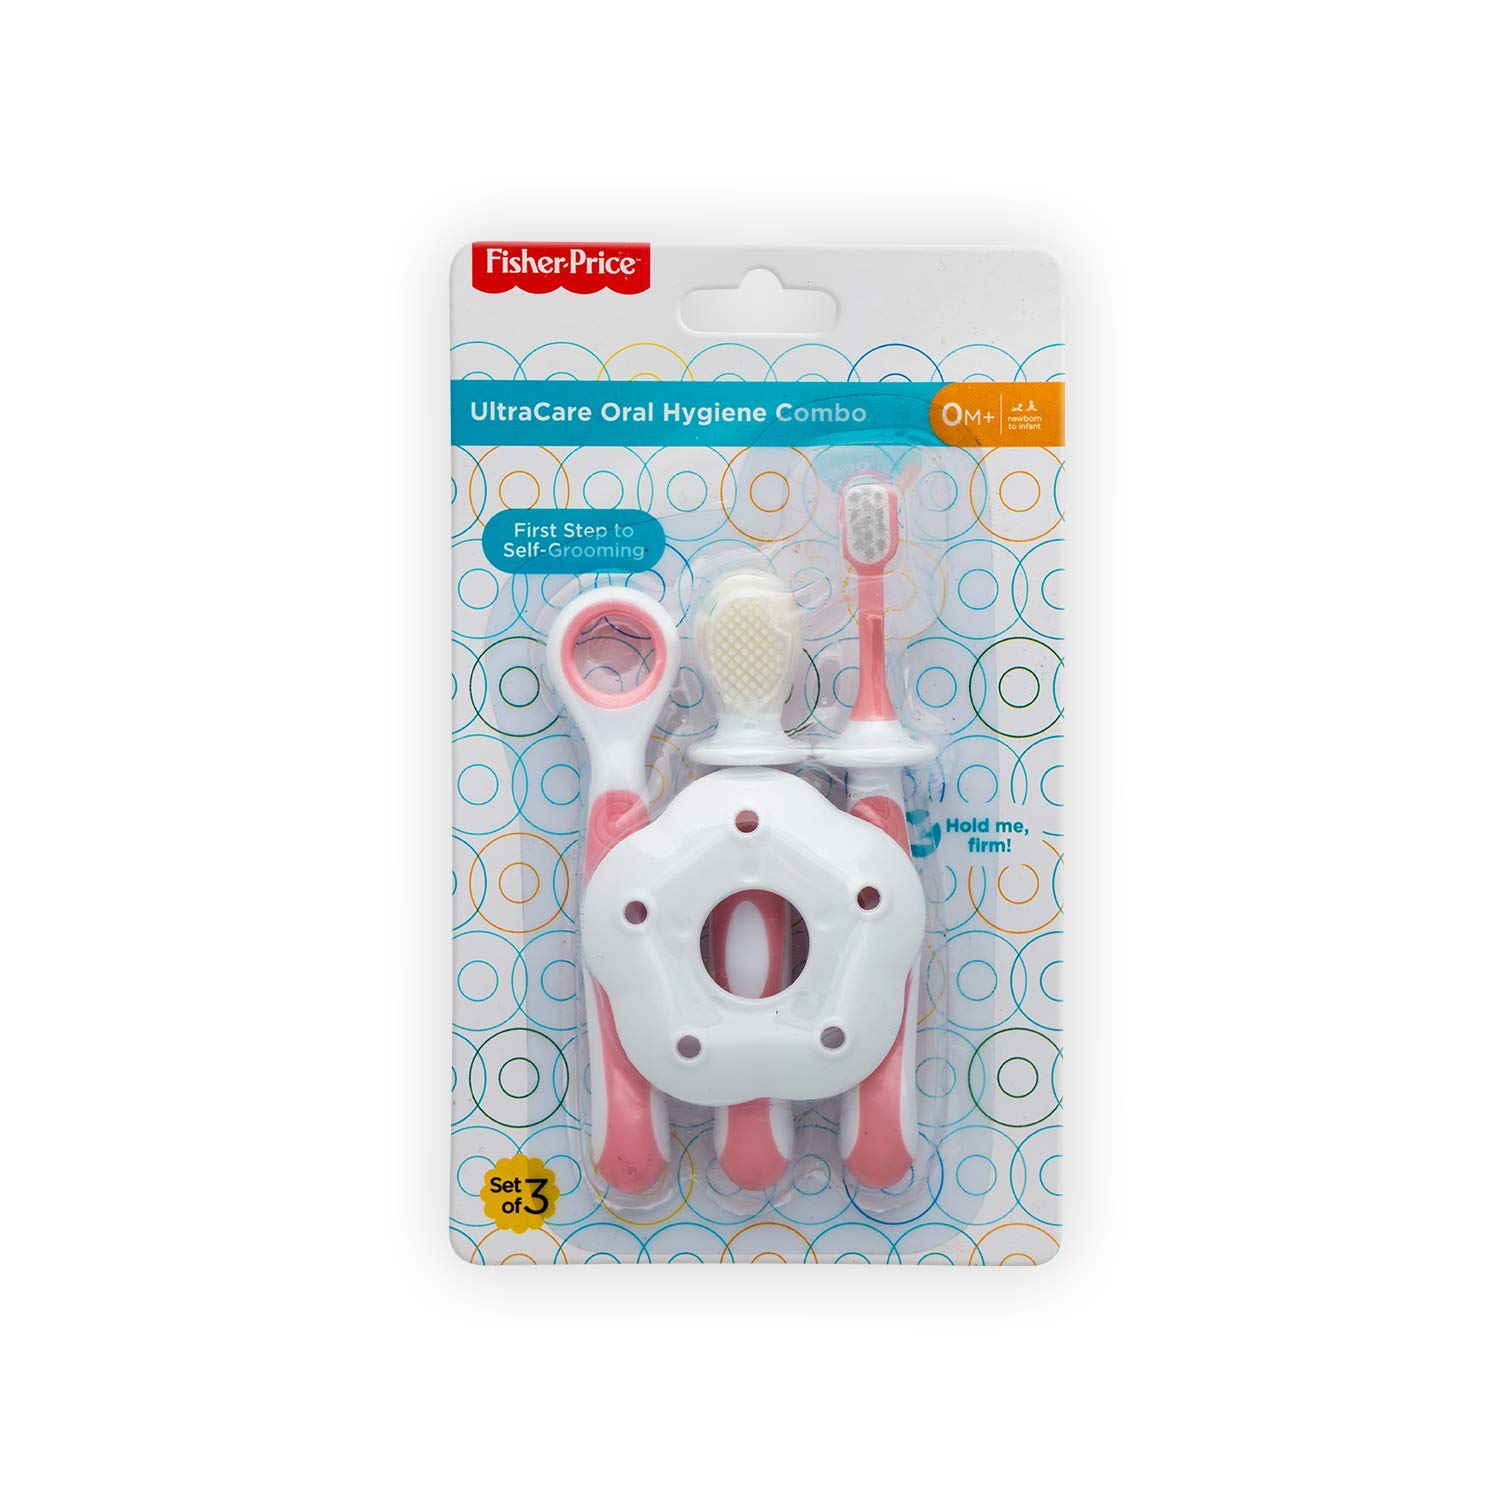 Fisher-Price™
UltraCare Oral Hygiene Combo
0M+
newborn
to infant
First Step to
Self-Grooming
Hold me,
firm!
Set
of 3